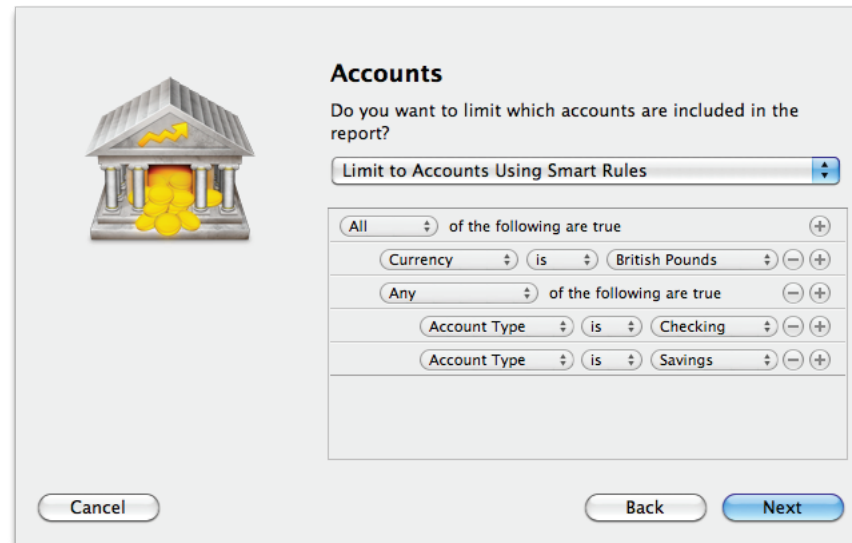 Accounts
Do you want to limit which accounts are included in the
report?
Limit to Accounts Using Smart Rules
All of the following are true
Currency is British Pounds
Any of the following are true
Account Type is Checking
Account Type is Savings
Cancel Back Next